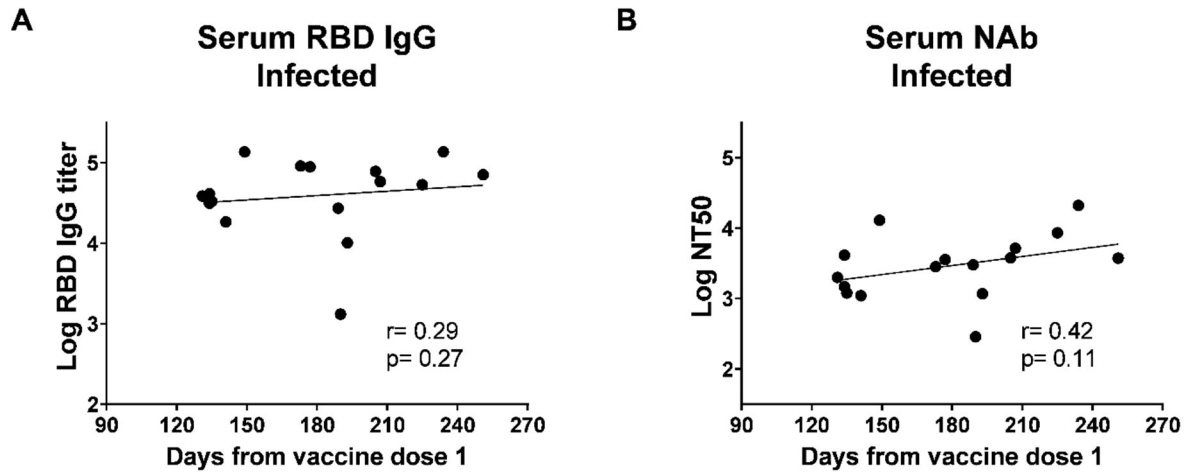 A
Serum RBD IgG
Infected
Log RBD IgG titer
5
4
3
2
r= 0.29
p= 0.27
90 120 150 180 210 240 270
Days from vaccine dose 1
B
Serum NAb
Infected
Log NT50
5
4
3
2
r= 0.42
p= 0.11
90 120 150 180 210 240 270
Days from vaccine dose 1